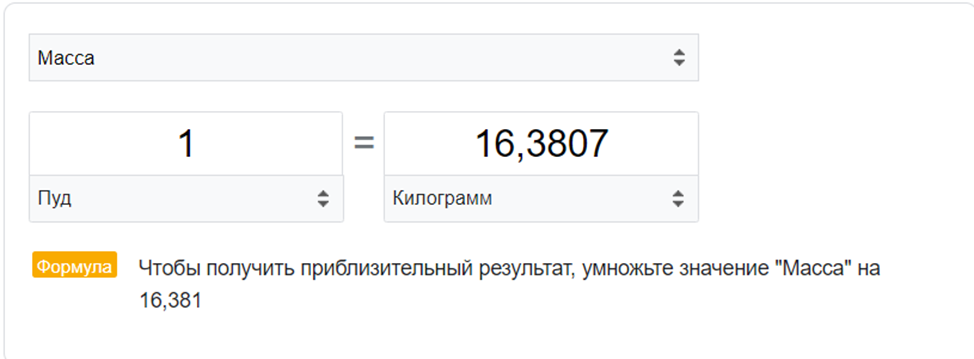 Масса
1 = 16,3807
Пуд Килограмм
Формула Чтобы получить приблизительный результат, умножьте значение "Масса" на
16,381